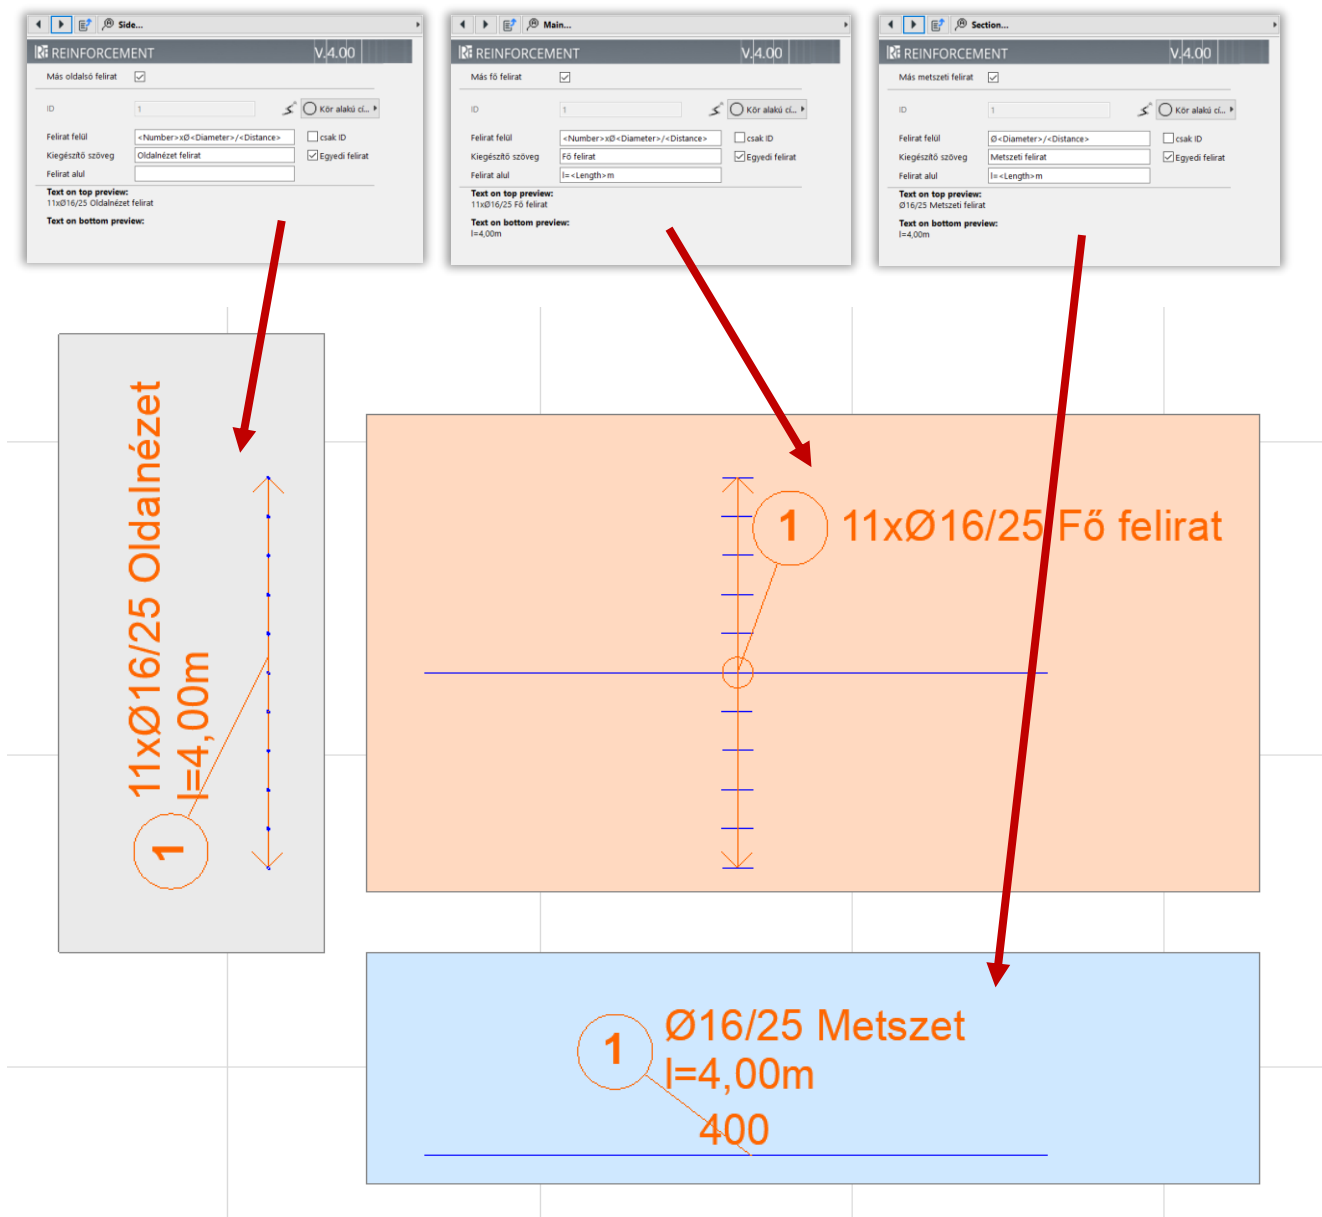 Side...
REINFORCEMENT V.4.00
Más oldalsó felirat
ID 1 Kör alakú cí...
Felirat felül <Number>xØ<Diameter>/<Distance> csak ID
Kiegészítő szöveg Oldalnézet felirat Egyedi felirat
Felirat alul
Text on top preview:
11xØ16/25 Oldalnézet felirat
Text on bottom preview:
Main...
REINFORCEMENT V.4.00
Más fő felirat
ID 1 Kör alakú cí...
Felirat felül <Number>xØ<Diameter>/<Distance> csak ID
Kiegészítő szöveg Fő felirat Egyedi felirat
Felirat alul l=<Length>m
Text on top preview:
11xØ16/25 Fő felirat
Text on bottom preview:
l=4,00m
Section...
REINFORCEMENT V.4.00
Más metszeti felirat
ID 1 Kör alakú cí...
Felirat felül Ø<Diameter>/<Distance> csak ID
Kiegészítő szöveg Metszeti felirat Egyedi felirat
Felirat alul l=<Length>m
Text on top preview:
Ø16/25 Metszeti felirat
Text on bottom preview:
l=4,00m
11xØ16/25 Oldalnézet
l=4,00m
1
1 11xØ16/25 Fő felirat
1 Ø16/25 Metszet
l=4,00m
400